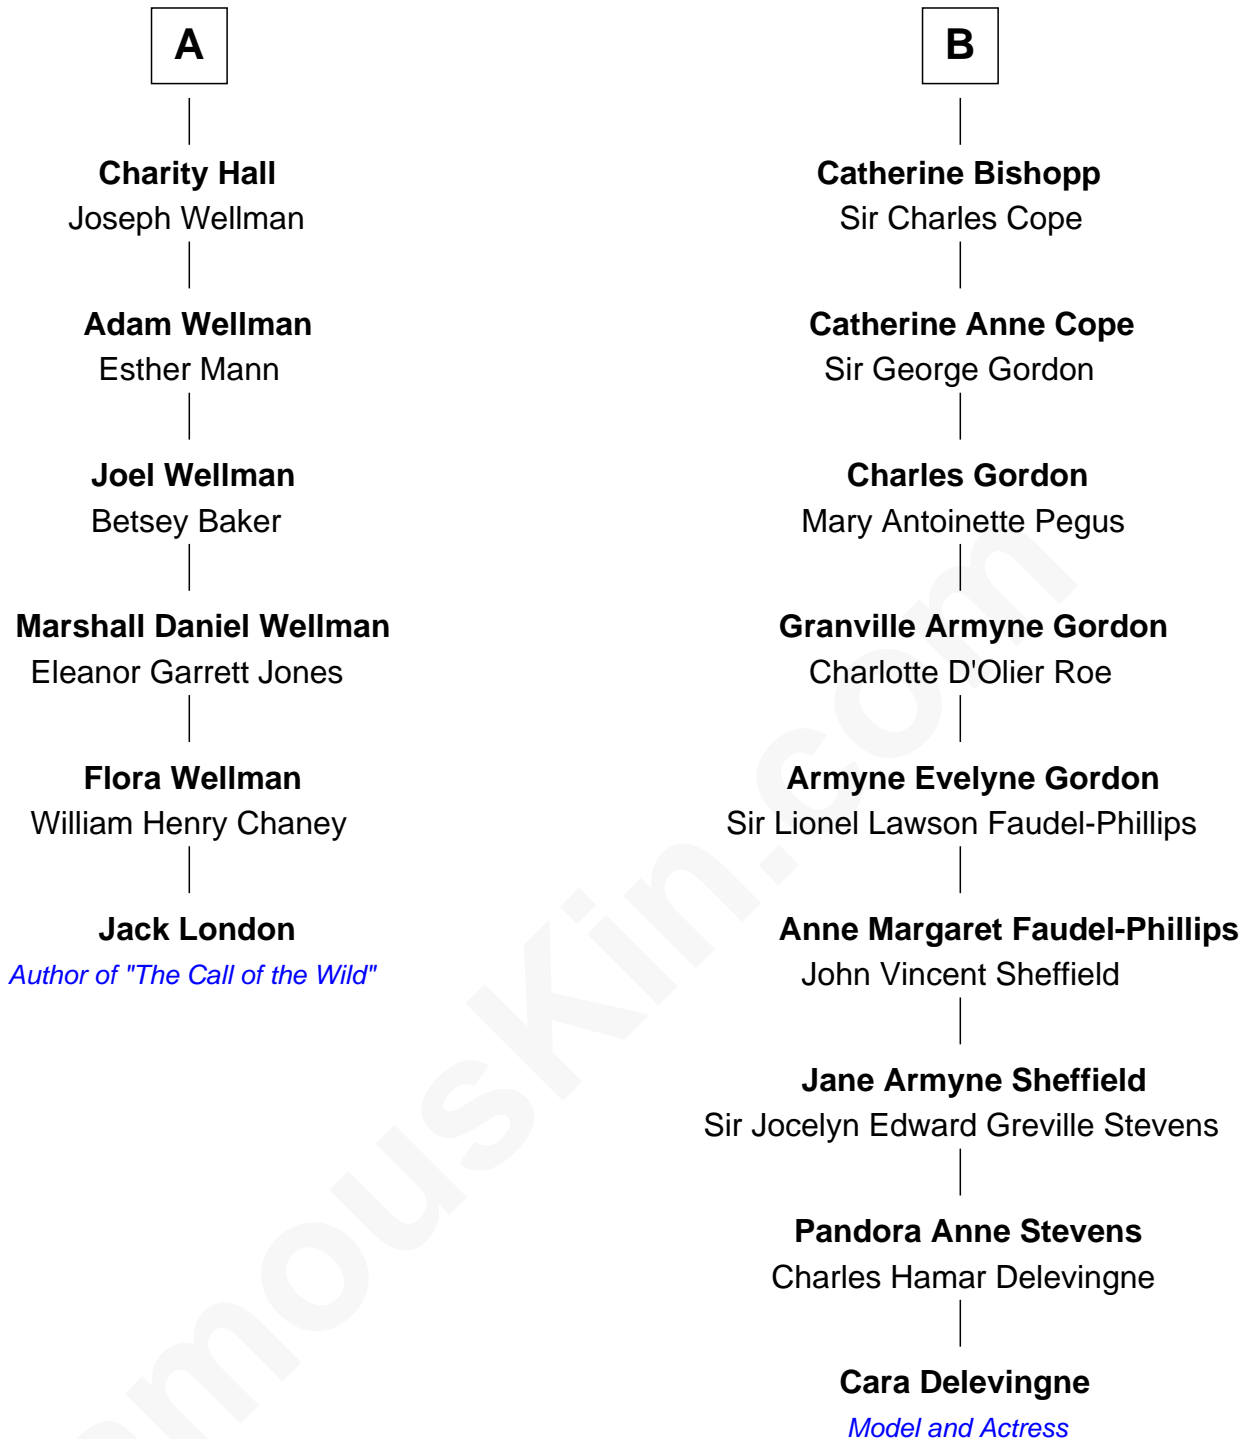 A
Charity Hall
Joseph Wellman
Adam Wellman
Esther Mann
Joel Wellman
Betsey Baker
Marshall Daniel Wellman
Eleanor Garrett Jones
Flora Wellman
William Henry Chaney
Jack London
Author of "The Call of the Wild"
B
Catherine Bishopp
Sir Charles Cope
Catherine Anne Cope
Sir George Gordon
Charles Gordon
Mary Antoinette Pegus
Granville Armyne Gordon
Charlotte D'Olier Roe
Armyne Evelyne Gordon
Sir Lionel Lawson Faudel-Phillips
Anne Margaret Faudel-Phillips
John Vincent Sheffield
Jane Armyne Sheffield
Sir Jocelyn Edward Greville Stevens
Pandora Anne Stevens
Charles Hamar Delevingne
Cara Delevingne
Model and Actress
mousKin.com